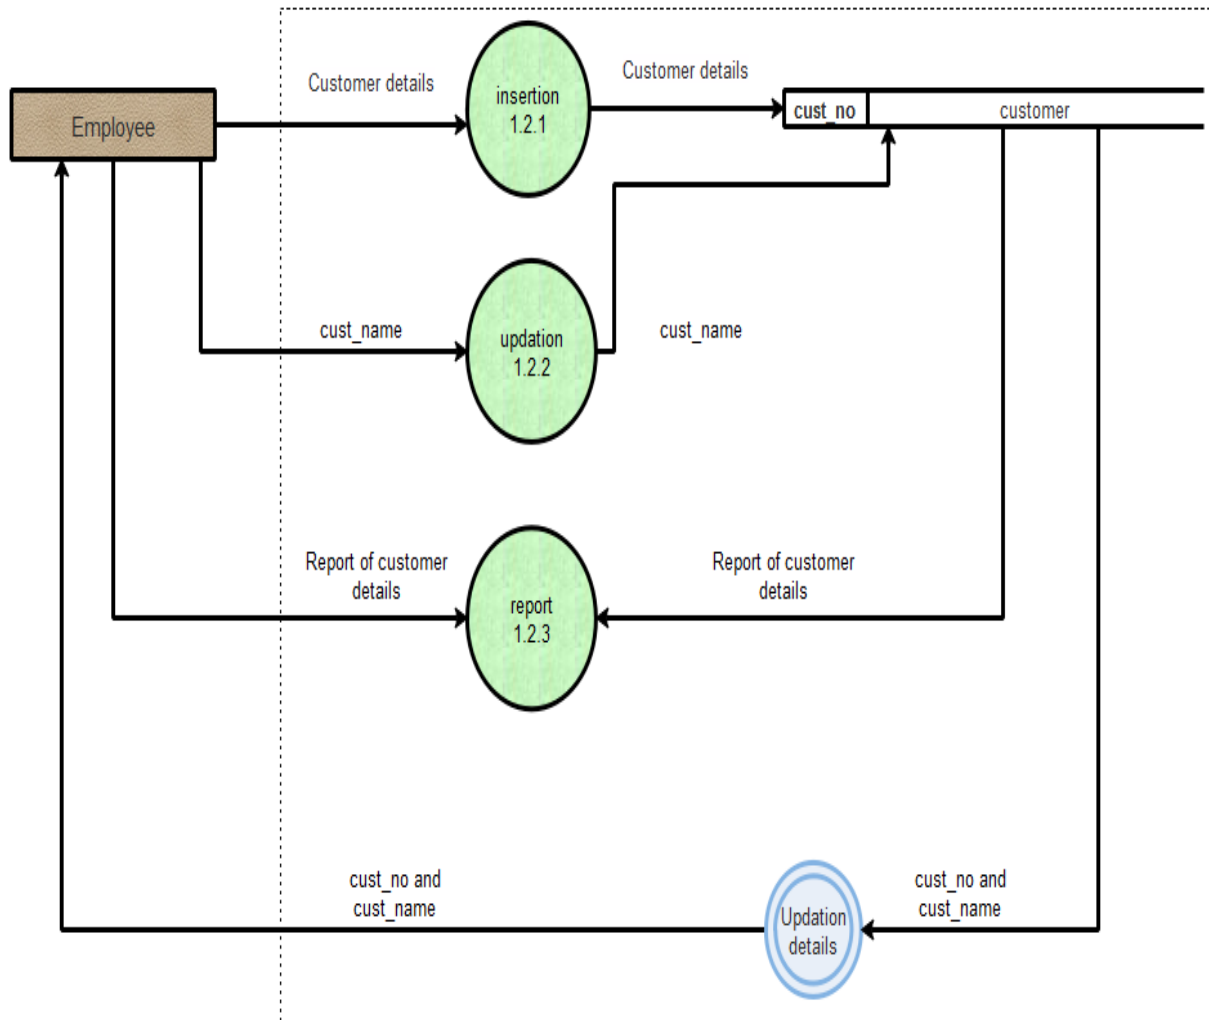 Customer details
Customer details
insertion
1.2.1
Employee
cust_no
customer
cust_name
updation
1.2.2
cust_name
Report of customer
details
report
1.2.3
Report of customer
details
cust_no and
cust_name
Updation
details
cust_no and
cust_name